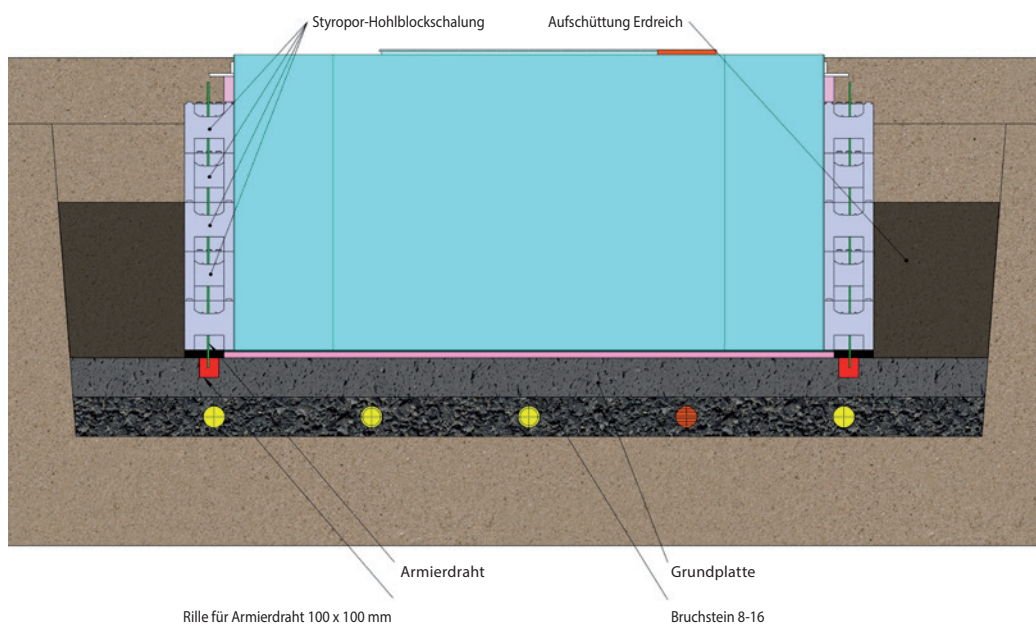 Styropor-Hohlblockschalung
Aufschüttung Erdreich
Armierdraht
Grundplatte
Rille für Armierdraht 100 x 100 mm
Bruchstein 8-16